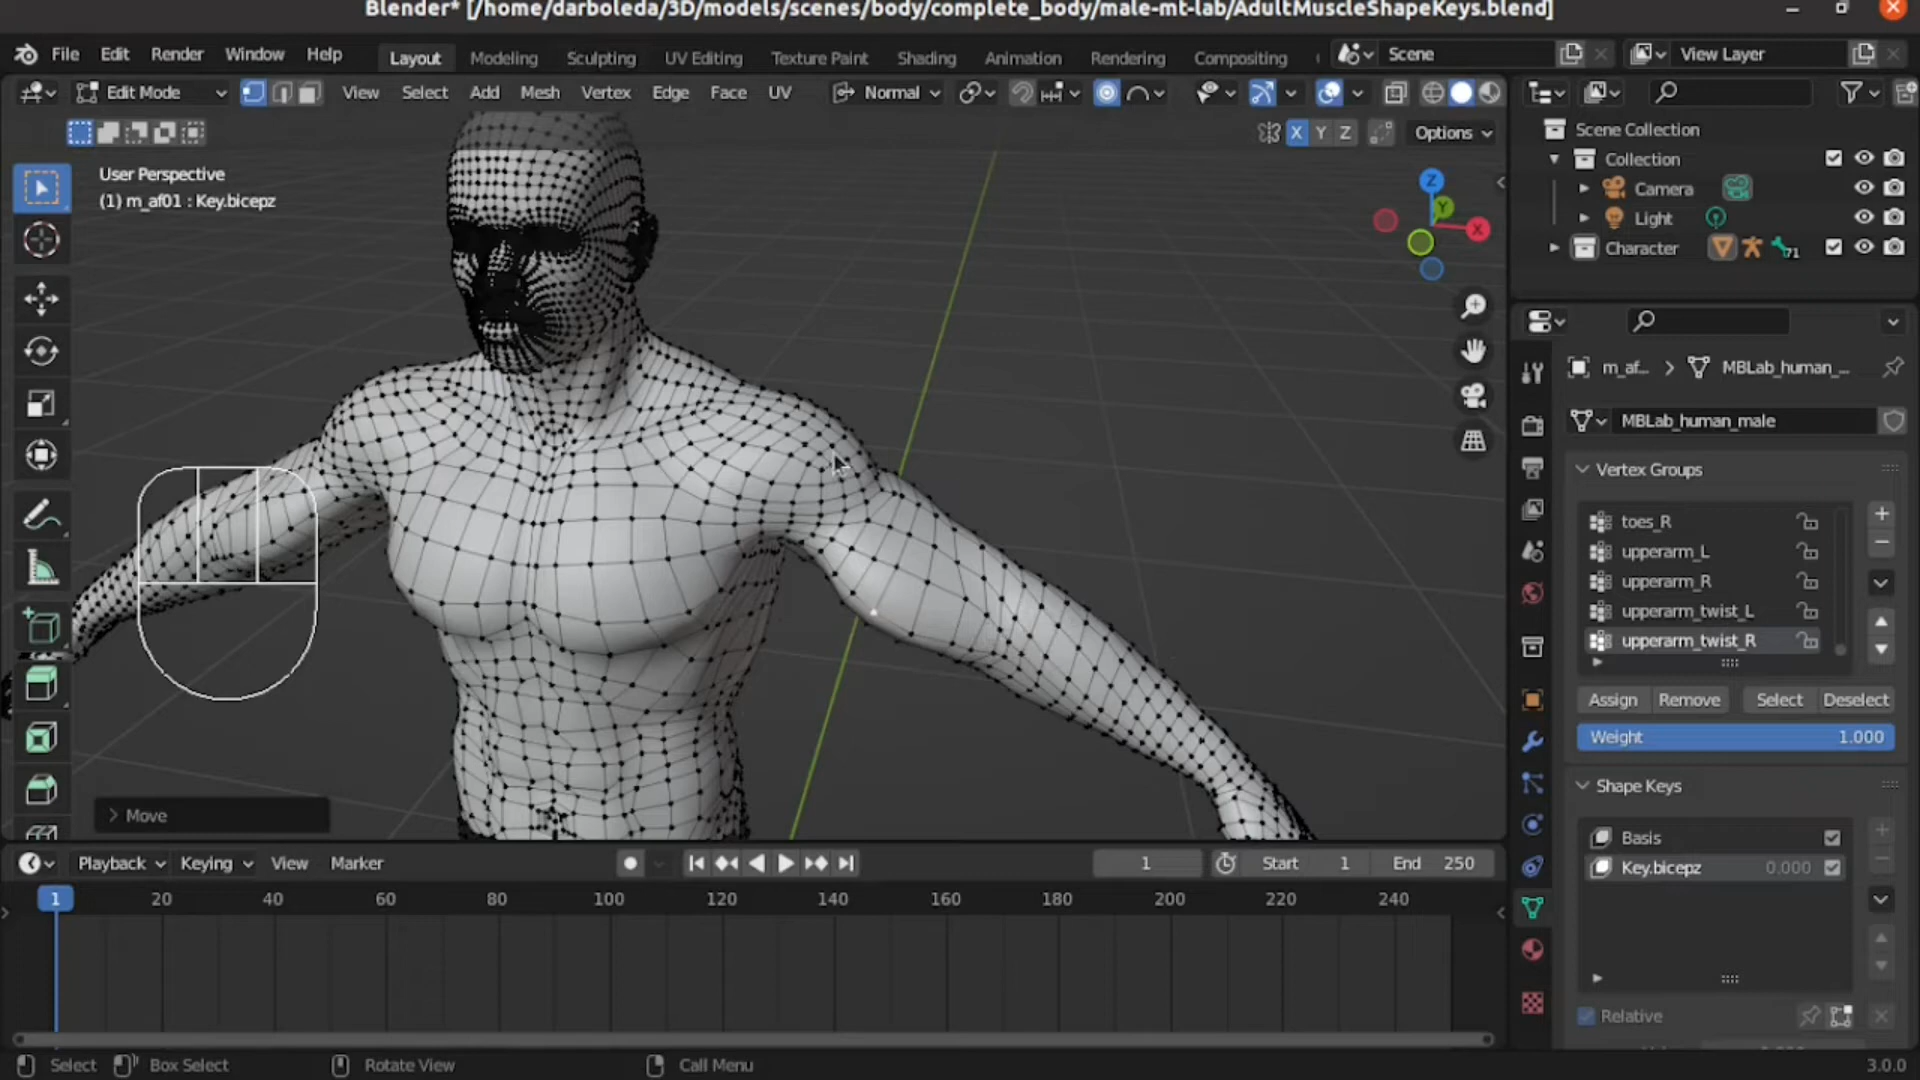 Blender* [/home/darboleda/3D/models/scenes/body/complete_body/male-mt-lab/AdultMuscleShapeKeys.blend]
File Edit Render Window Help Layout Modeling Sculpting UV Editing Texture Paint Shading Animation Rendering Compositing Scene View Layer
Edit Mode View Select Add Mesh Vertex Edge Face UV Normal
X Y Z Options
User Perspective
(1) m_af01 : Key.bicepz
Z
Y
X
Scene Collection
Collection
Camera
Light
Character 71
m_af... > MBLab_human_...
MBLab_human_male
Vertex Groups
toes_R
upperarm_L
upperarm_R
upperarm_twist_L
upperarm_twist_R
Assign Remove Select Deselect
Weight 1.000
Shape Keys
Basis
Key.bicepz 0.000
Relative
Move
Playback Keying View Marker 1 Start 1 End 250
1 20 40 60 80 100 120 140 160 180 200 220 240
Select Box Select Rotate View Call Menu 3.0.0